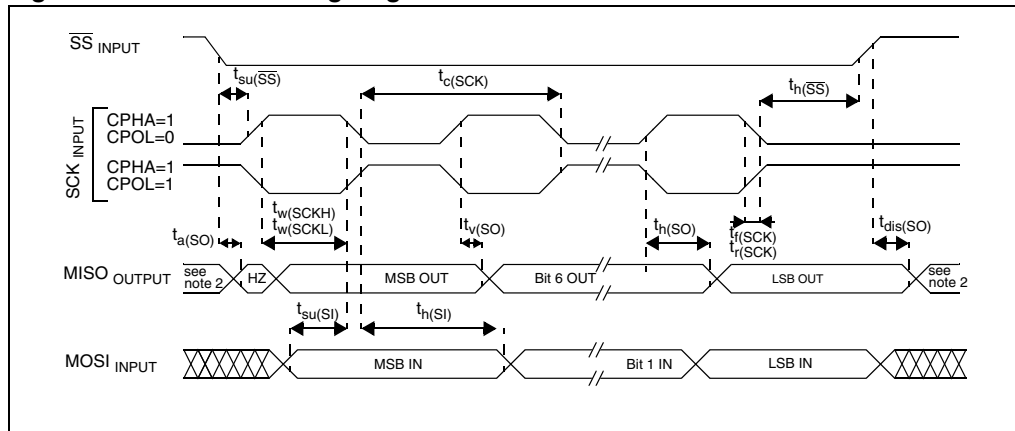 SS INPUT
tsu(SS)
tc(SCK)
th(SS)
SCK INPUT
CPHA=1
CPOL=0
CPHA=1
CPOL=1
tw(SCKH)
tw(SCKL)
ta(SO)
tv(SO)
th(SO)
tf(SCK)
tr(SCK)
tdis(SO)
MISO OUTPUT
see note 2
HZ
MSB OUT
Bit 6 OUT
LSB OUT
see note 2
tsu(SI)
th(SI)
MOSI INPUT
MSB IN
Bit 1 IN
LSB IN